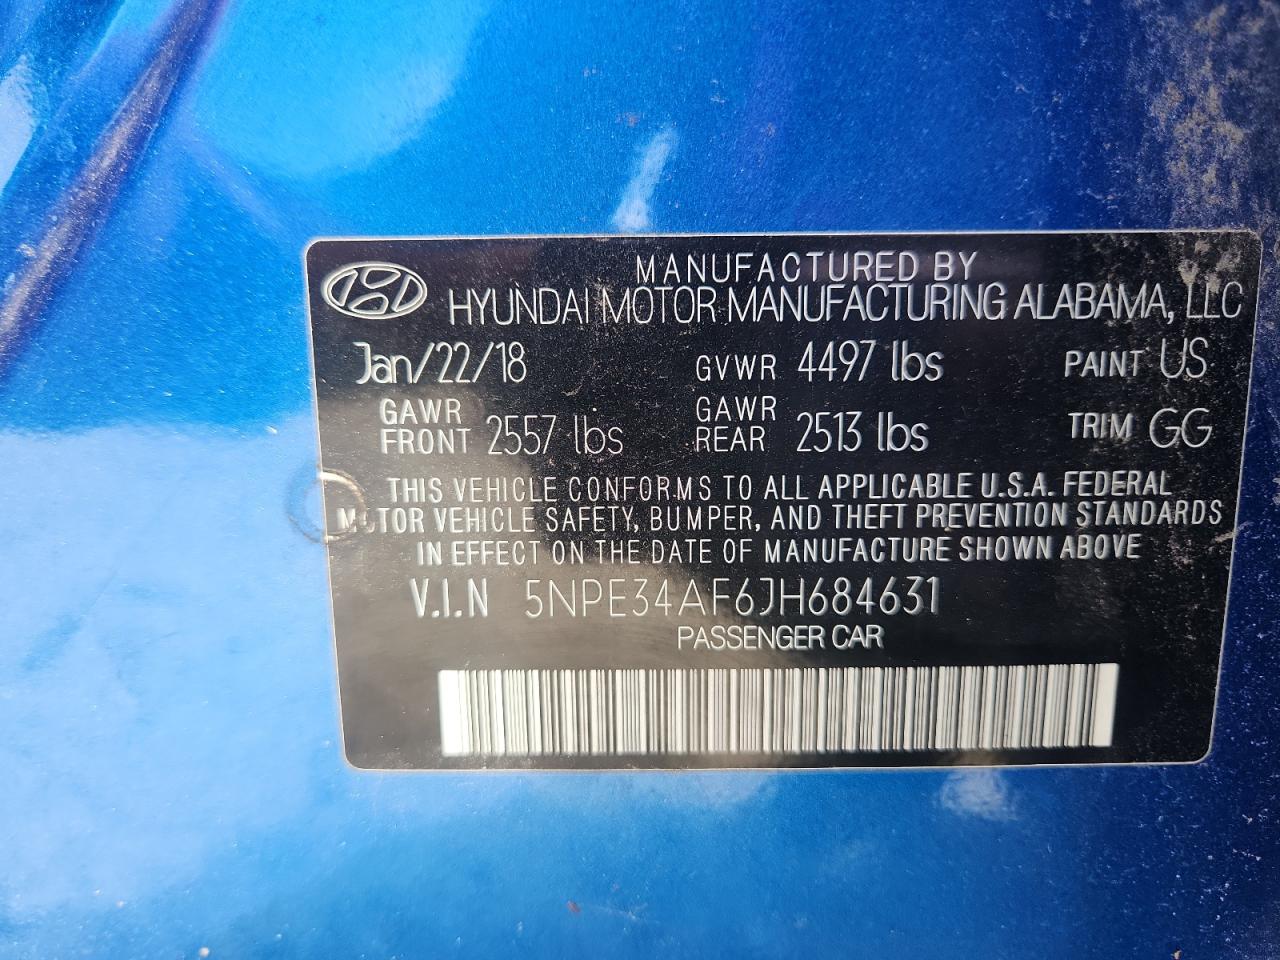 MANUFACTURED BY
HYUNDAI MOTOR MANUFACTURING ALABAMA, LLC
Jan/22/18 GVWR 4497 lbs PAINT US
GAWR FRONT 2557 lbs GAWR REAR 2513 lbs TRIM GG
THIS VEHICLE CONFORMS TO ALL APPLICABLE U.S.A. FEDERAL
MOTOR VEHICLE SAFETY, BUMPER, AND THEFT PREVENTION STANDARDS
IN EFFECT ON THE DATE OF MANUFACTURE SHOWN ABOVE
V.I.N 5NPE34AF6JH684631
PASSENGER CAR